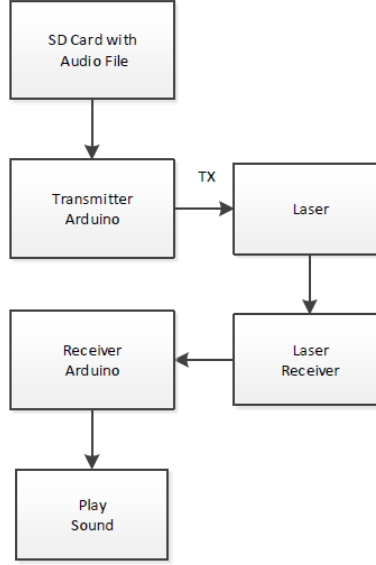 SD Card with
Audio File
Transmitter
Arduino
TX
Laser
Laser
Receiver
Receiver
Arduino
Play
Sound